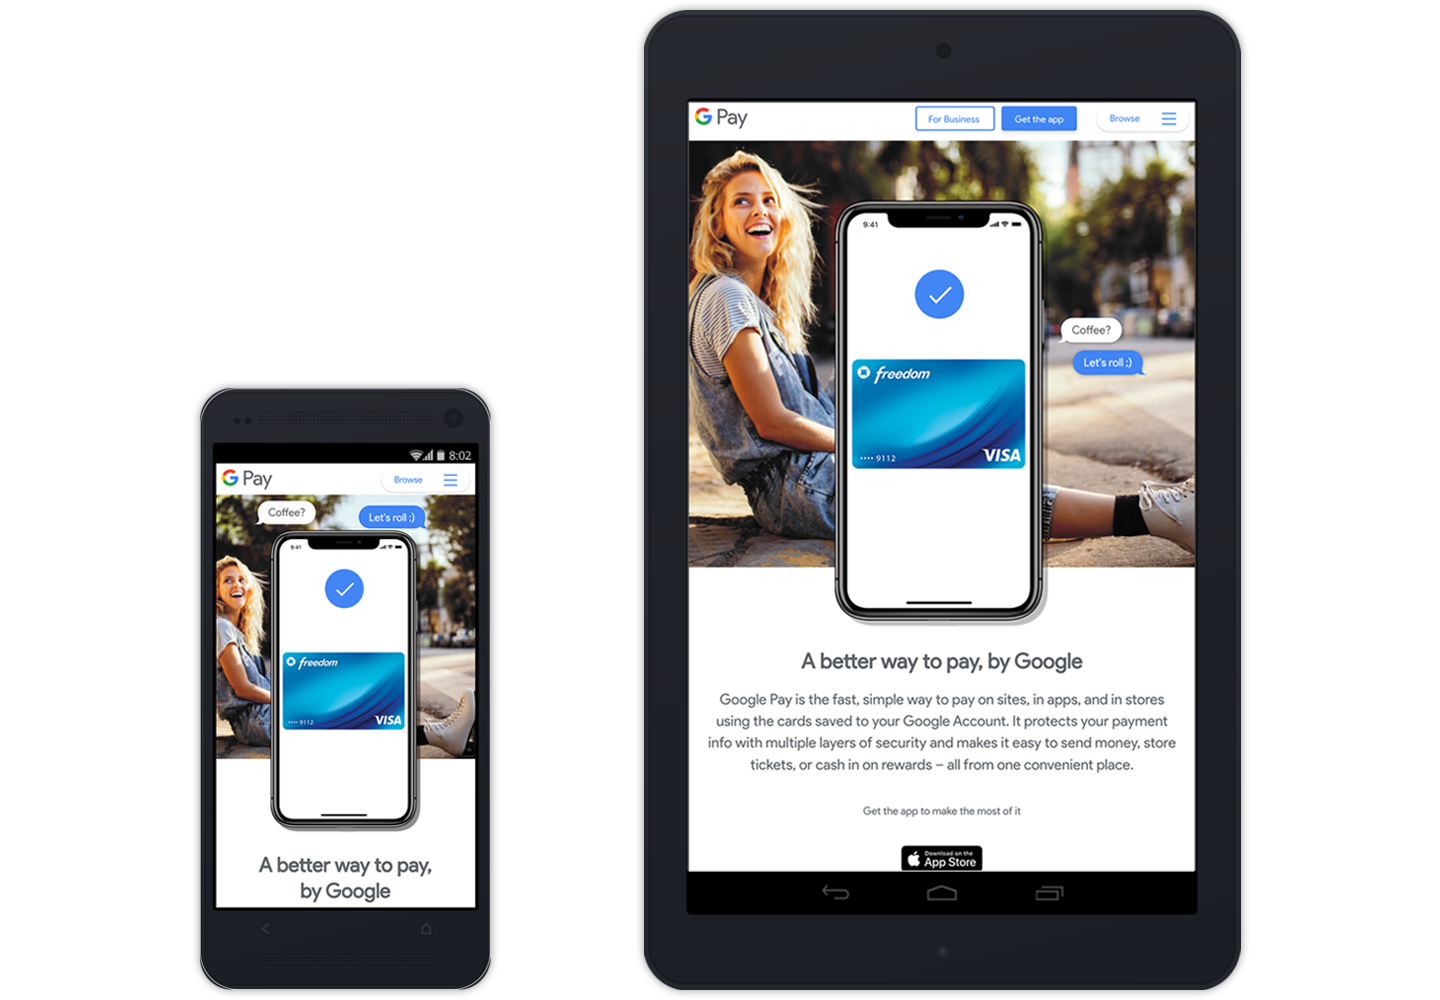 8:02
G Pay
Browse
Coffee?
Let's roll ;)
9:41
freedom
•••• 9112
VISA
A better way to pay,
by Google
G Pay
For Business
Get the app
Browse
9:41
Coffee?
Let's roll ;)
freedom
•••• 9112
VISA
A better way to pay, by Google
Google Pay is the fast, simple way to pay on sites, in apps, and in stores
using the cards saved to your Google Account. It protects your payment
info with multiple layers of security and makes it easy to send money, store
tickets, or cash in on rewards – all from one convenient place.
Get the app to make the most of it
Download on the
App Store